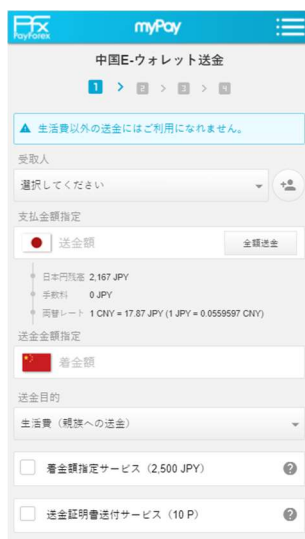 PFx
PayForex
myPay
中国E-ウォレット送金
1 > 2 > 3 > 4
生活費以外の送金にはご利用になれません。
受取人
選択してください
支払金額指定
送金額
全額送金
日本円残高 2,167 JPY
手数料 0 JPY
両替レート 1 CNY = 17.87 JPY (1 JPY = 0.0559597 CNY)
送金金額指定
着金額
送金目的
生活費（親族への送金）
着金額指定サービス（2,500 JPY）
?
送金証明書送付サービス（10 P）
?